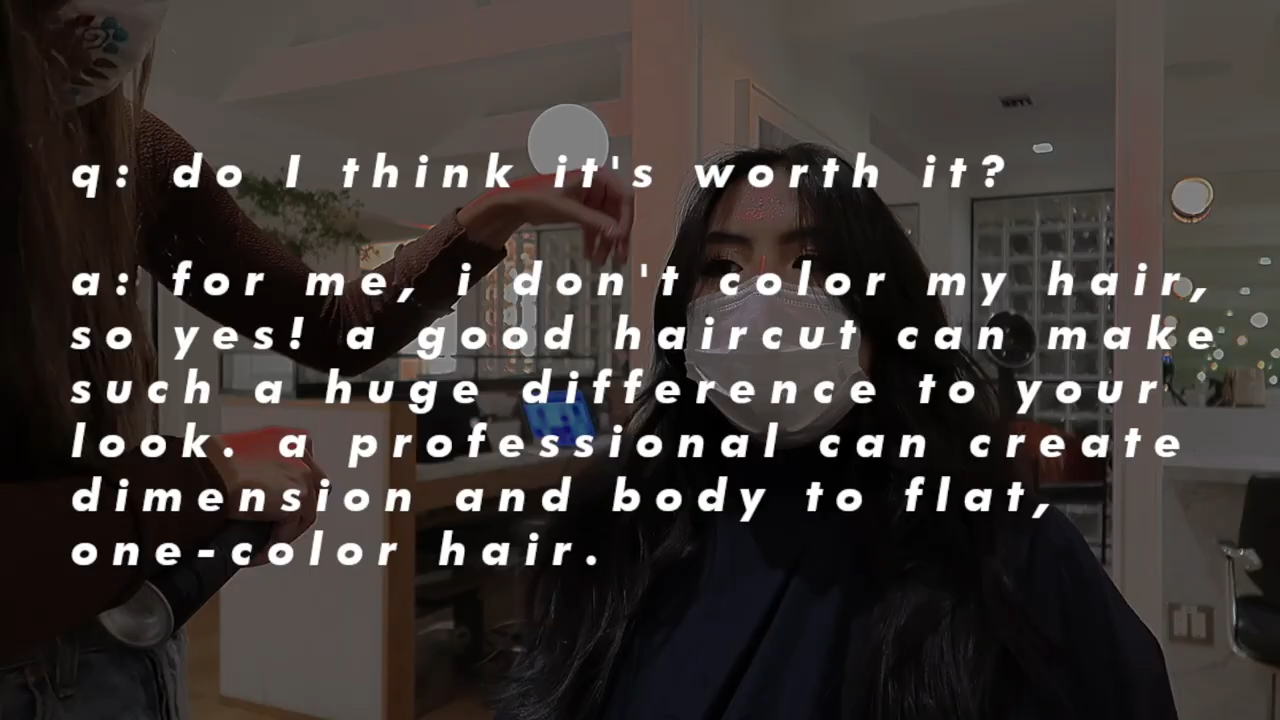 q: do I think it's worth it?
a: for me, i don't color my hair,
so yes! a good haircut can make
such a huge difference to your
look. a professional can create
dimension and body to flat,
one-color hair.